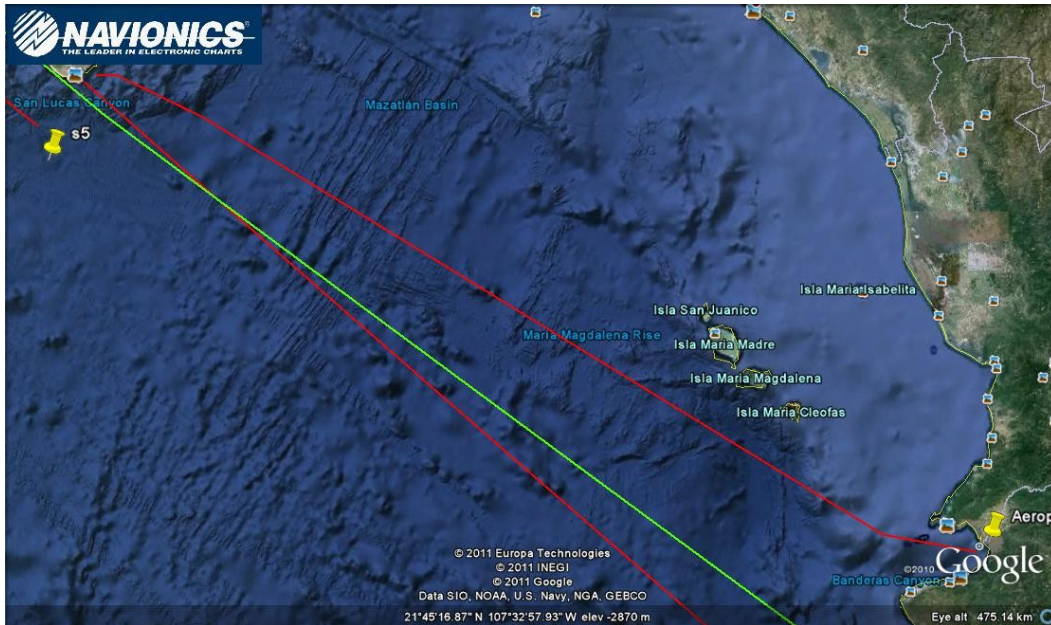 NAVIONICS
THE LEADER IN ELECTRONIC CHARTS
San Lucas Canyon
s5
Mazatlán Basin
Isla Maria Isabelita
Isla San Juanico
Maria Magdalena Rise
Isla Maria Madre
Isla Maria Magdalena
Isla Maria Cleofas
Aerop
© 2011 Europa Technologies
© 2011 INEGI
© 2011 Google
Data SIO, NOAA, U.S. Navy, NGA, GEBCO
©2010 Google
Banderas Canyon
21°45'16.87" N 107°32'57.93" W elev -2870 m
Eye alt 475.14 km